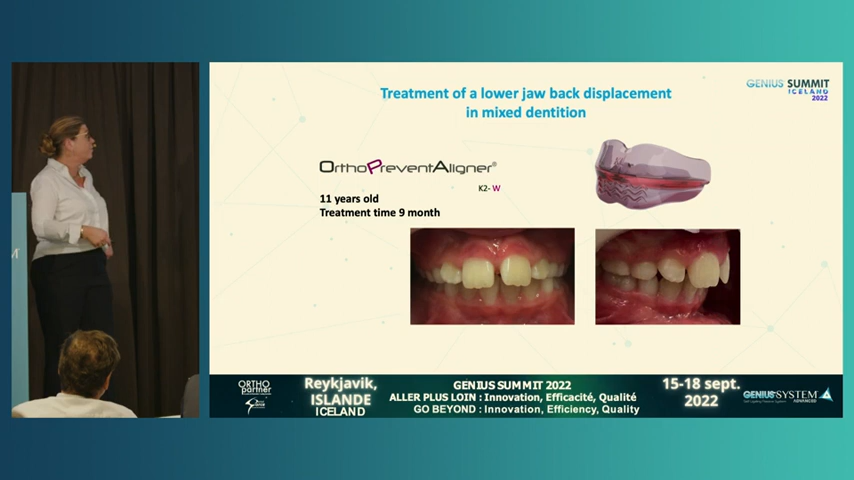 Treatment of a lower jaw back displacement
in mixed dentition
GENIUS SUMMIT
ICELAND
2022
OrthoPreventAligner®
K2- W
11 years old
Treatment time 9 month
ORTHO
partner
Reykjavik,
ISLANDE
ICELAND
GENIUS SUMMIT 2022
ALLER PLUS LOIN : Innovation, Efficacité, Qualité
GO BEYOND : Innovation, Efficiency, Quality
15-18 sept.
2022
GENIUS SYSTEM
ADVANCED